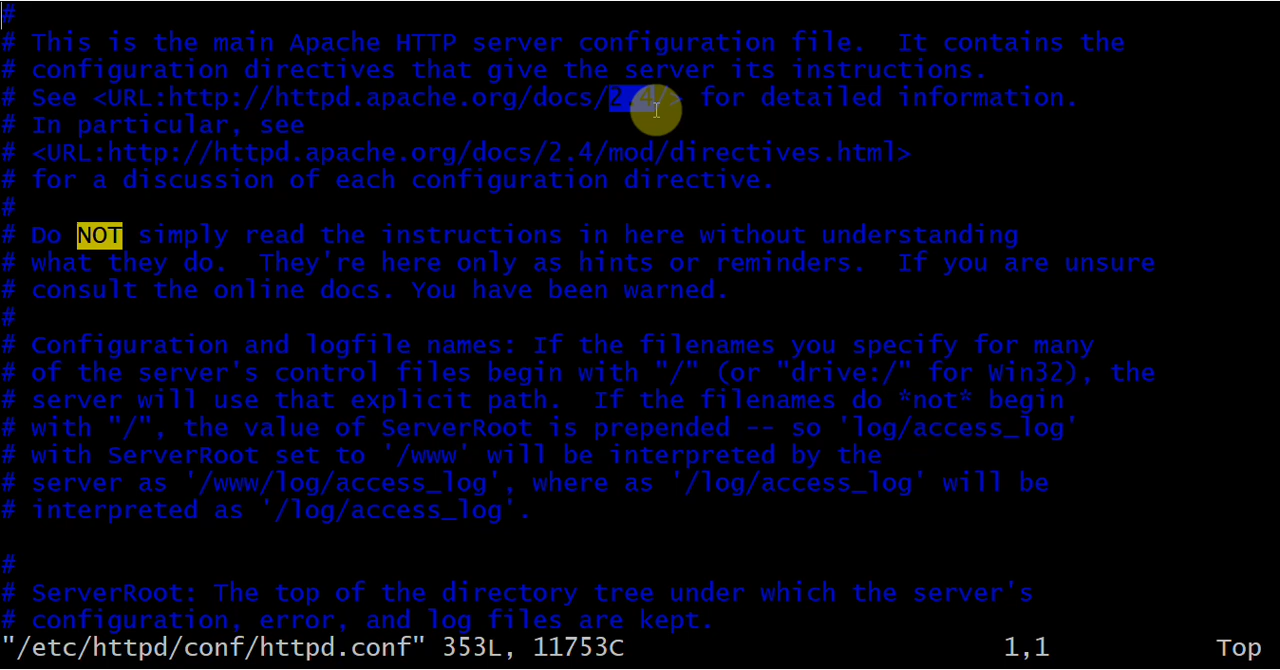 #
# This is the main Apache HTTP server configuration file.  It contains the
# configuration directives that give the server its instructions.
# See <URL:http://httpd.apache.org/docs/2.4/> for detailed information.
# In particular, see
# <URL:http://httpd.apache.org/docs/2.4/mod/directives.html>
# for a discussion of each configuration directive.
#
# Do NOT simply read the instructions in here without understanding
# what they do.  They're here only as hints or reminders.  If you are unsure
# consult the online docs. You have been warned.
#
# Configuration and logfile names: If the filenames you specify for many
# of the server's control files begin with "/" (or "drive:/" for Win32), the
# server will use that explicit path.  If the filenames do *not* begin
# with "/", the value of ServerRoot is prepended -- so 'log/access_log'
# with ServerRoot set to '/www' will be interpreted by the
# server as '/www/log/access_log', where as '/log/access_log' will be
# interpreted as '/log/access_log'.
#
# ServerRoot: The top of the directory tree under which the server's
# configuration, error, and log files are kept.
"/etc/httpd/conf/httpd.conf" 353L, 11753C 1,1 Top